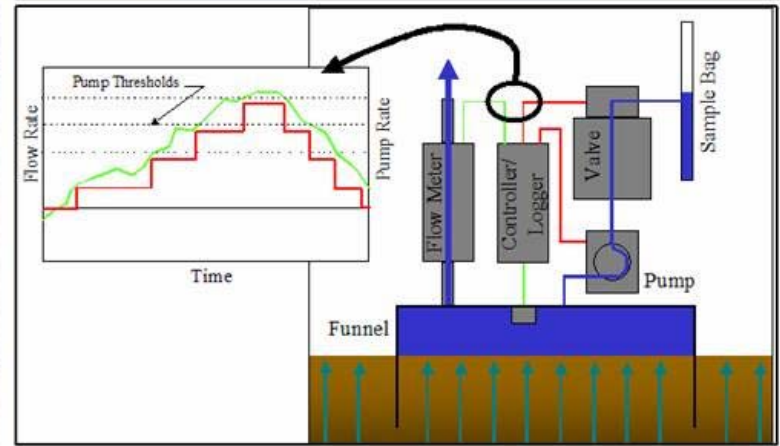 Pump Thresholds
Flow Rate
Pump Rate
Time
Flow Meter
Controller/
Logger
Valve
Sample Bag
Pump
Funnel